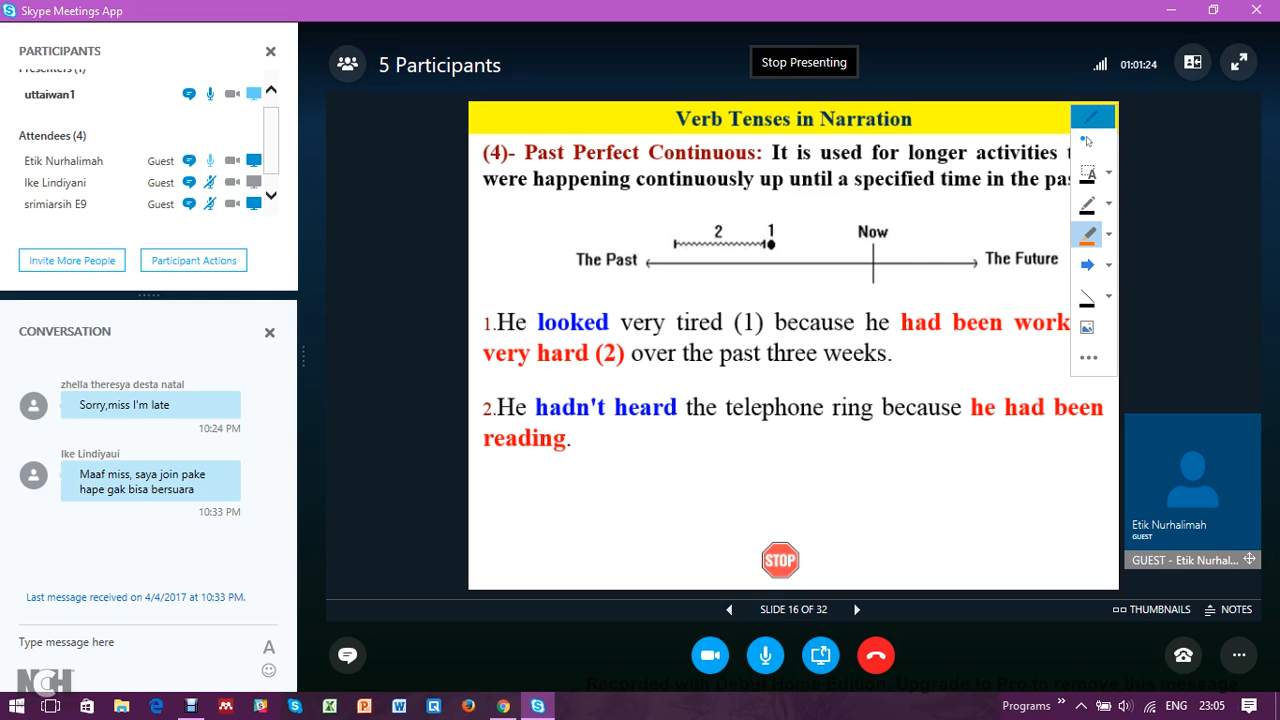 Skype Meetings App
PARTICIPANTS
Presenters (1)
uttaiwan1
Attendees (4)
Etik Nurhalimah Guest
Ike Lindiyani Guest
srimiarsih E9 Guest
Invite More People Participant Actions
CONVERSATION
zhella theresya desta natal
Sorry,miss I'm late
10:24 PM
Ike Lindiyaui
Maaf miss, saya join pake
hape gak bisa bersuara
10:33 PM
Last message received on 4/4/2017 at 10:33 PM.
Type message here
A
NCH
5 Participants
Stop Presenting
01:01:24
Verb Tenses in Narration
(4)- Past Perfect Continuous: It is used for longer activities t
were happening continuously up until a specified time in the pas
2 1 Now
The Past The Future
1.He looked very tired (1) because he had been work
very hard (2) over the past three weeks.
2.He hadn't heard the telephone ring because he had been
reading.
STOP
A
Etik Nurhalimah
GUEST
GUEST - Etik Nurhal...
SLIDE 16 OF 32
THUMBNAILS NOTES
Recorded with Debut Home Edition. Upgrade to Pro to remove this message
Programs » ENG 23:05